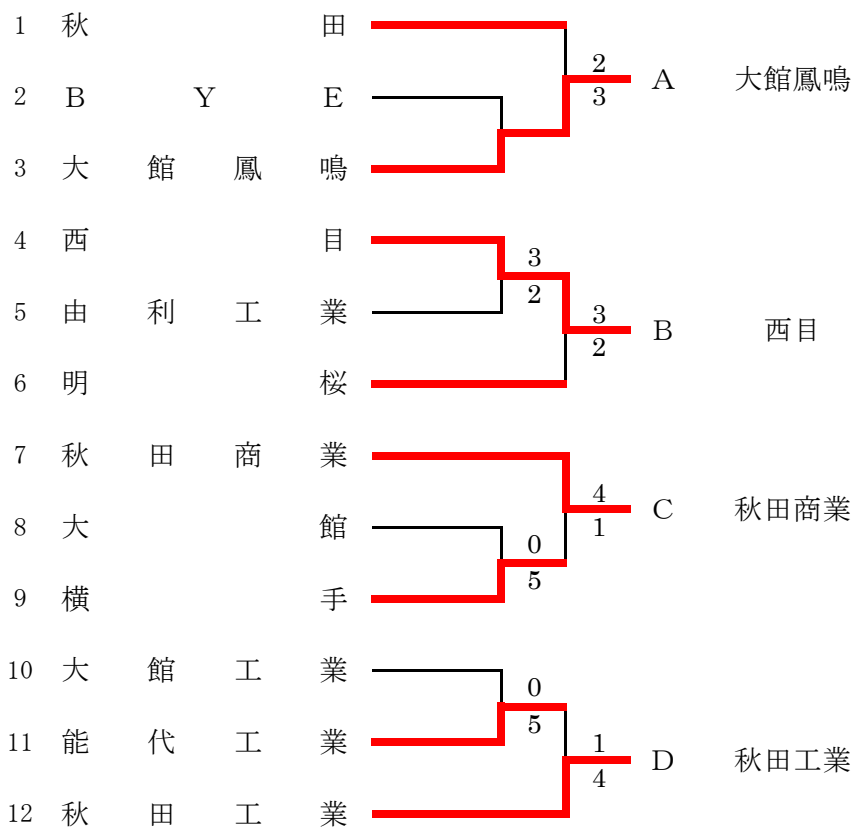 1 秋田
2
A 大館鳳鳴
2 BYE
3
3 大館鳳鳴
4 西目
3
5 由利工業
2
3
B 西目
2
6 明桜
7 秋田商業
4
C 秋田商業
8 大館
1
0
5
9 横手
10 大館工業
0
5
11 能代工業
1
D 秋田工業
4
12 秋田工業